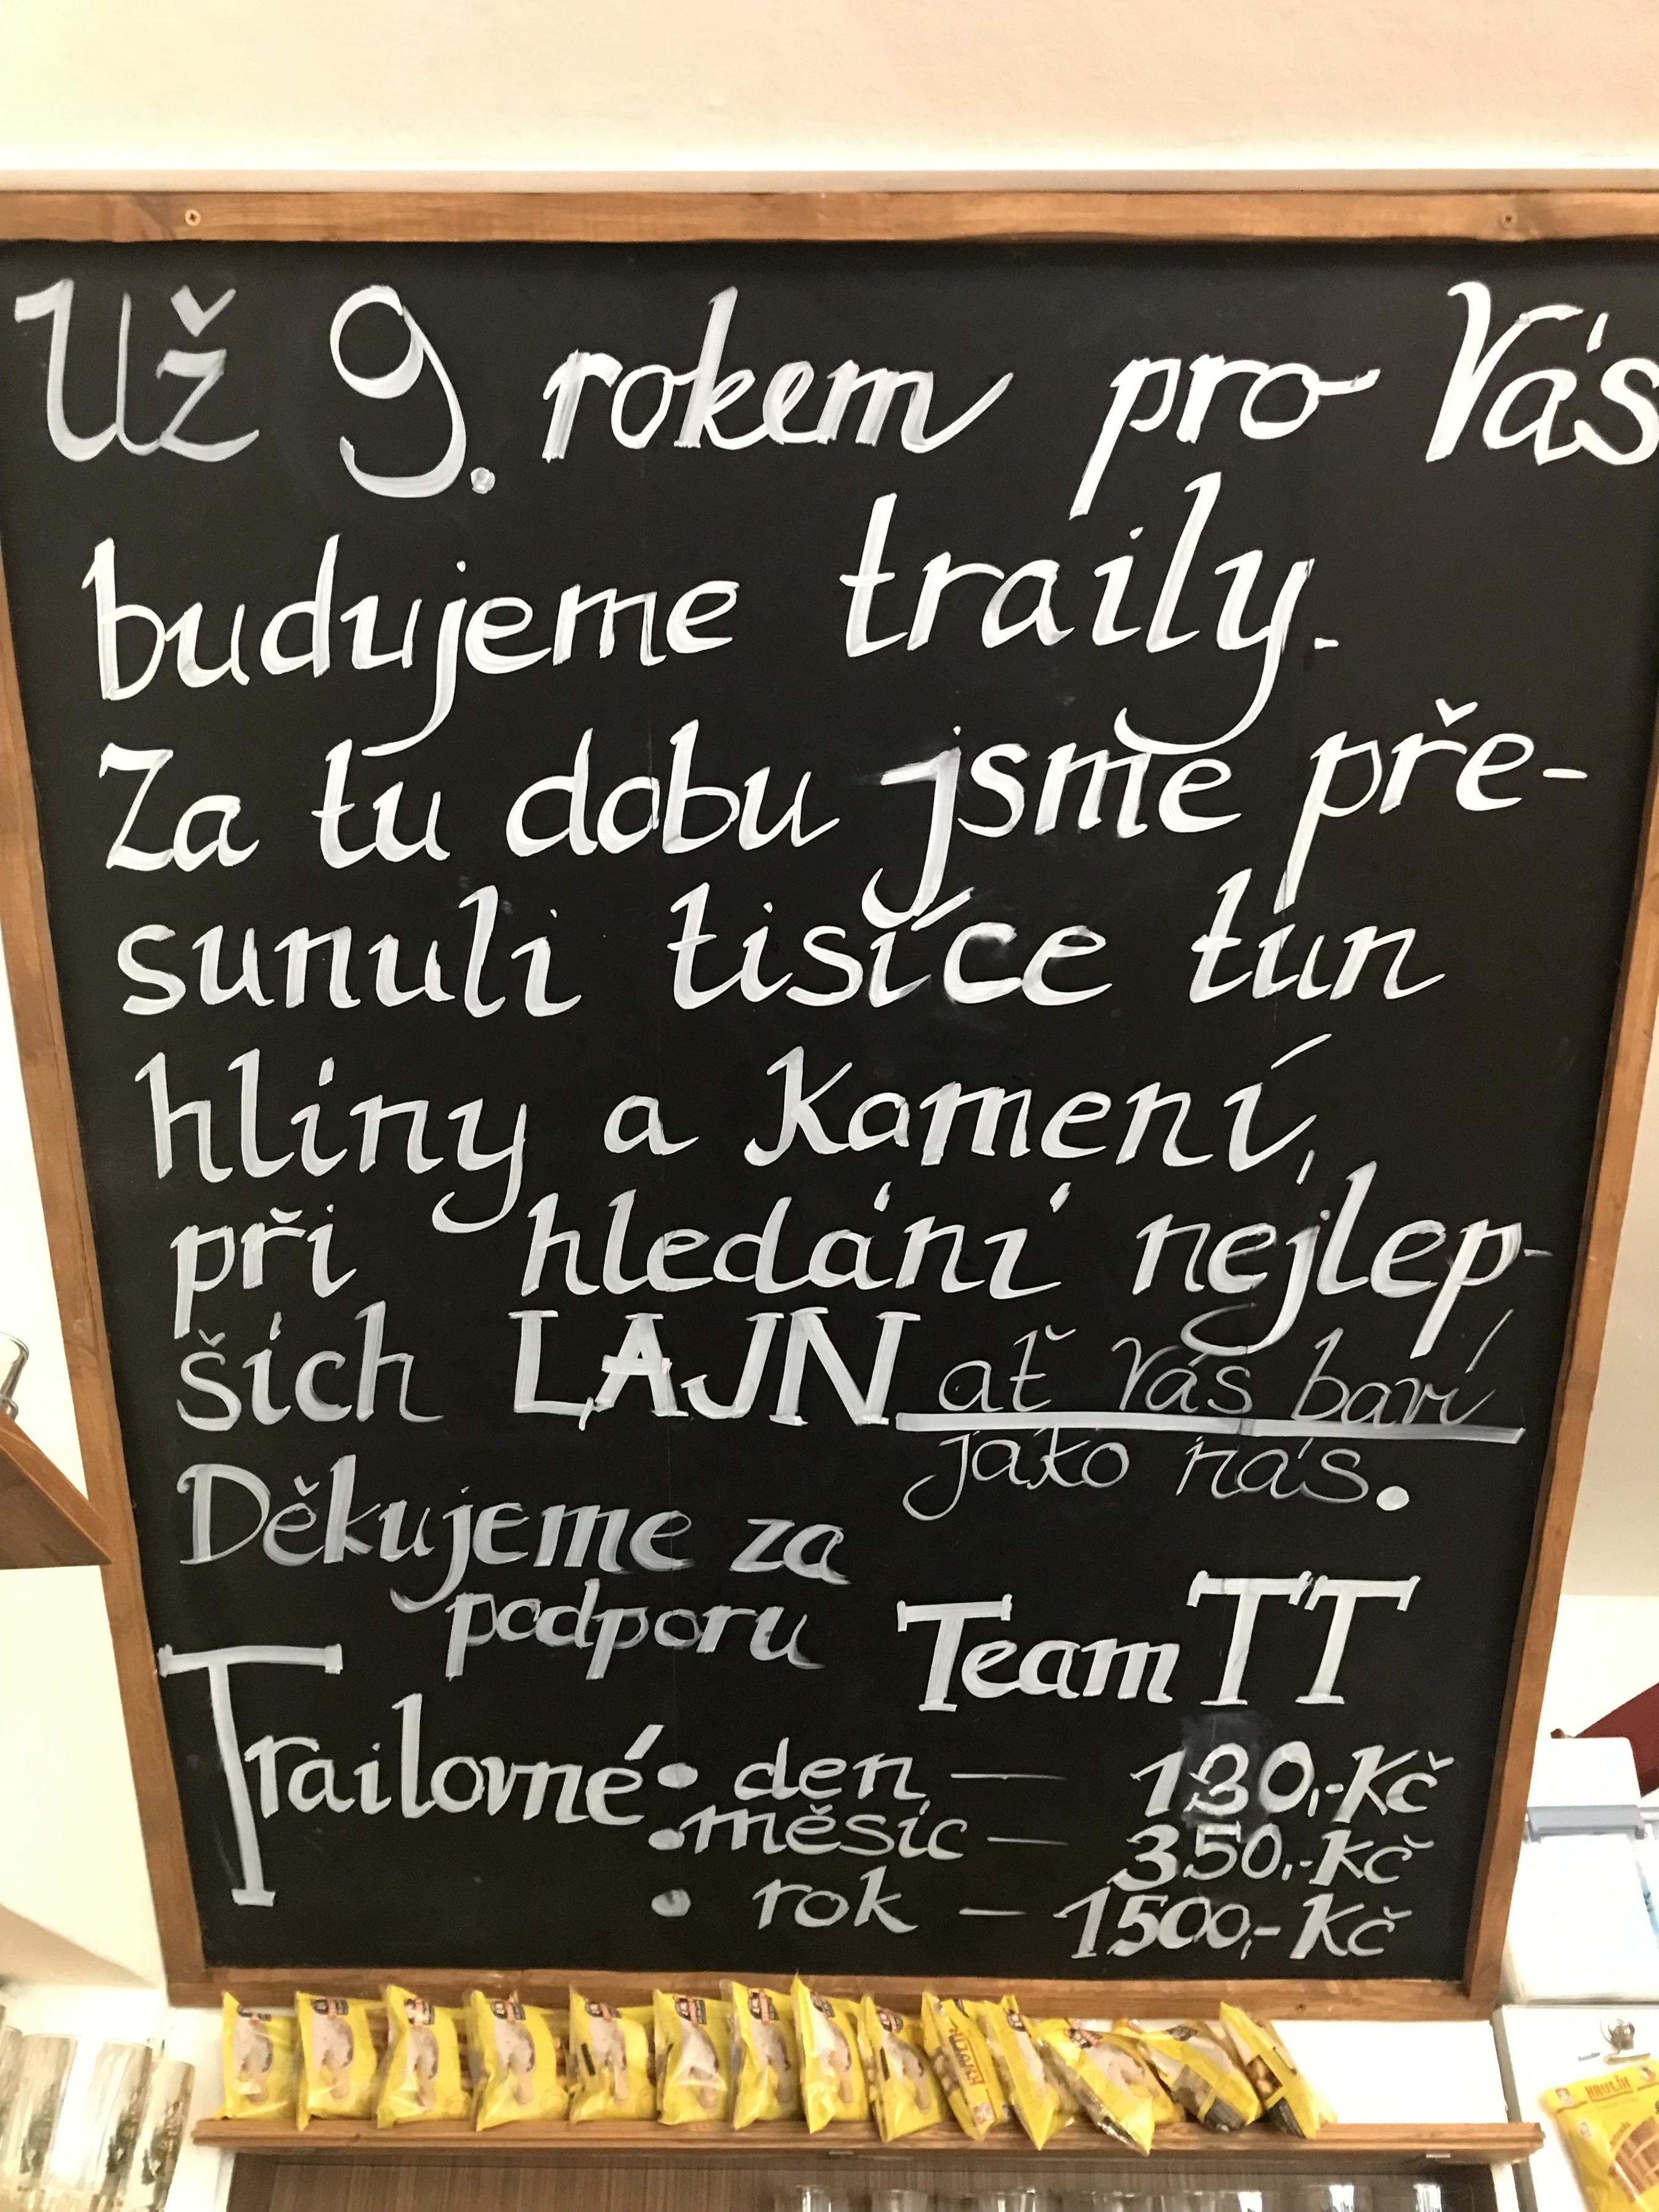 Už 9. rokem pro Vás
budujeme traily.
Za tu dobu jsme pře-
sunuli tisíce tun
hliny a kamení,
při hledání nejlep-
ších LAJN ať Vás baví
jako nás.
Děkujeme za
podporu
Team TT
Trailovné • den — 130,-Kč
• měsíc — 350,-Kč
• rok — 1500,- Kč
HAVLÍK